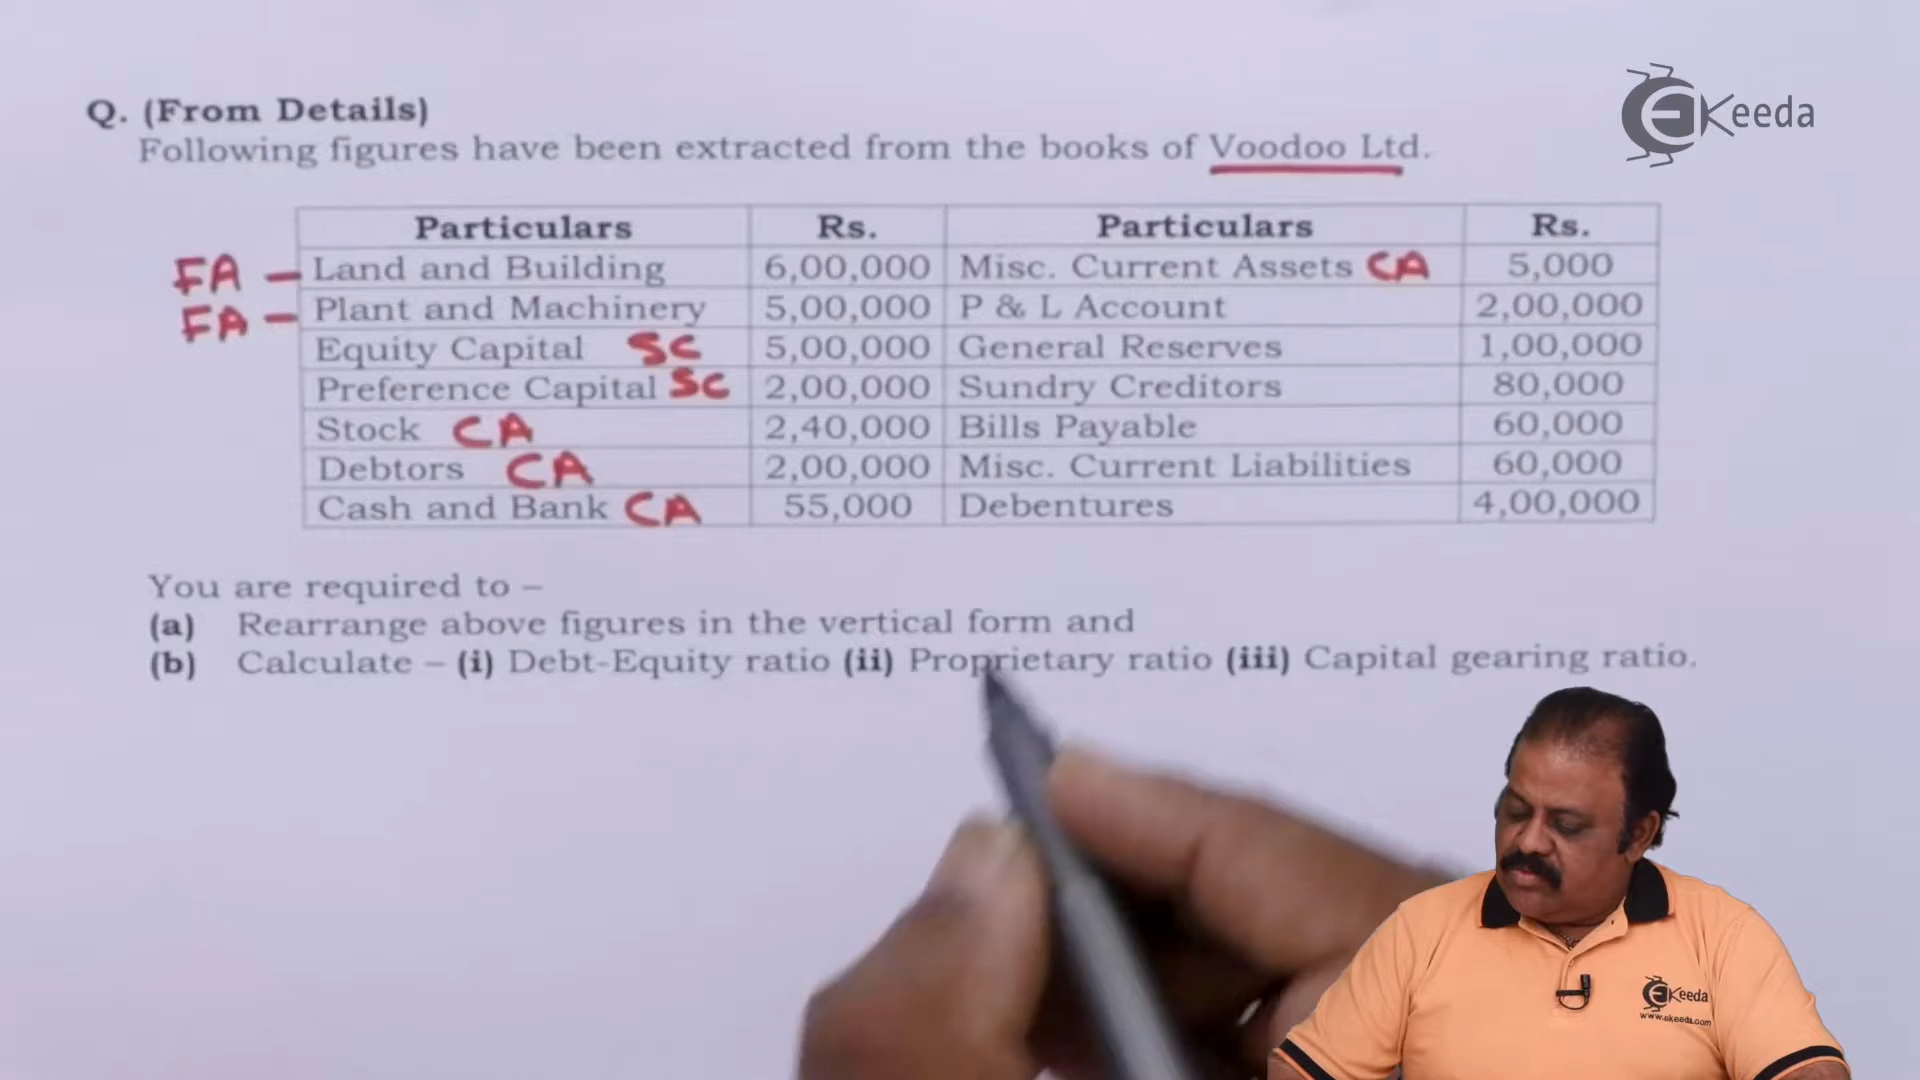 EKeeda
Q. (From Details)
Following figures have been extracted from the books of Voodoo Ltd.
Particulars Rs. Particulars Rs.
FA – Land and Building 6,00,000 Misc. Current Assets CA 5,000
FA – Plant and Machinery 5,00,000 P & L Account 2,00,000
Equity Capital SC 5,00,000 General Reserves 1,00,000
Preference Capital SC 2,00,000 Sundry Creditors 80,000
Stock CA 2,40,000 Bills Payable 60,000
Debtors CA 2,00,000 Misc. Current Liabilities 60,000
Cash and Bank CA 55,000 Debentures 4,00,000
You are required to –
(a) Rearrange above figures in the vertical form and
(b) Calculate – (i) Debt-Equity ratio (ii) Proprietary ratio (iii) Capital gearing ratio.
EKeeda
www.ekeeda.com